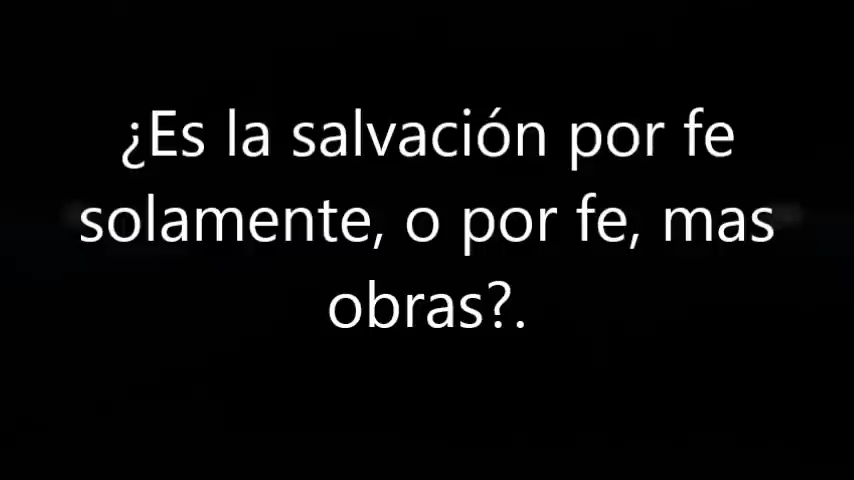 ¿Es la salvación por fe
solamente, o por fe, mas
obras?.